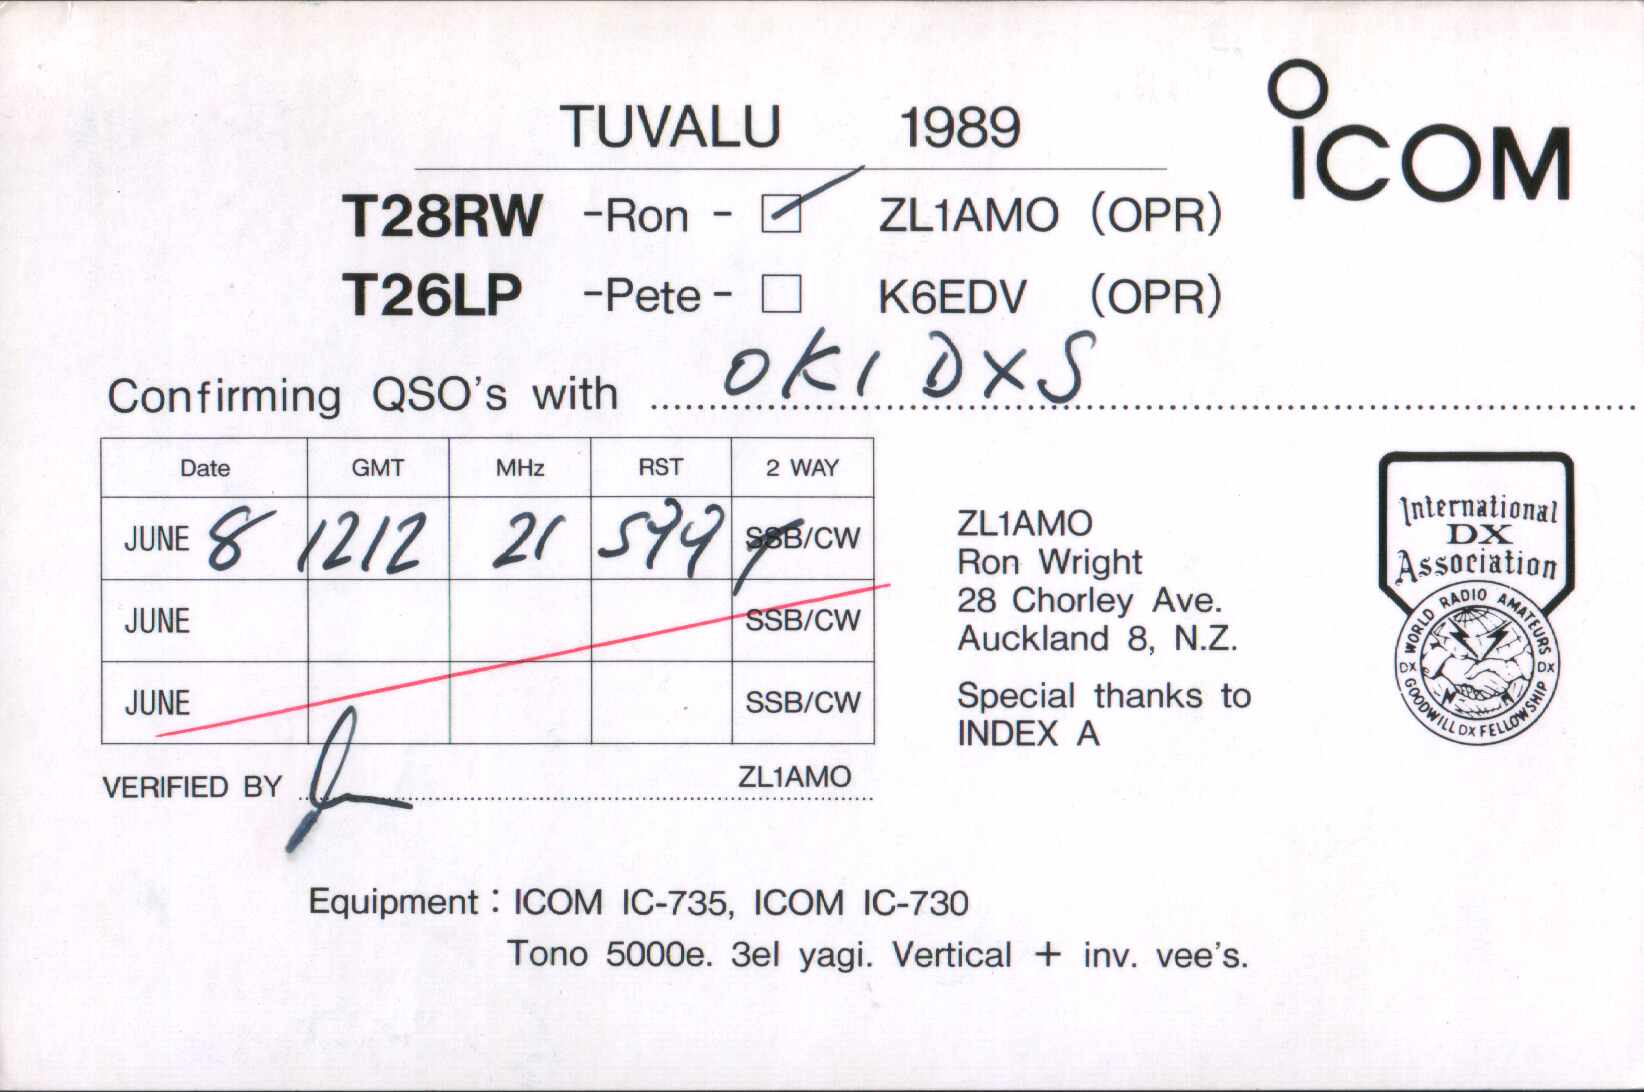 TUVALU 1989
ICOM
T28RW -Ron- ZL1AMO (OPR)
T26LP -Pete- K6EDV (OPR)
Confirming QSO's with OK1DXS
Date GMT MHz RST 2 WAY
JUNE 8 1212 21 599 SSB/CW
JUNE SSB/CW
JUNE SSB/CW
VERIFIED BY ZL1AMO
ZL1AMO
Ron Wright
28 Chorley Ave.
Auckland 8, N.Z.
Special thanks to
INDEX A
International
DX
Association
WORLD RADIO AMATEURS
DX DX
GOODWILL DX FELLOWSHIP
Equipment: ICOM IC-735, ICOM IC-730
Tono 5000e. 3el yagi. Vertical + inv. vee's.